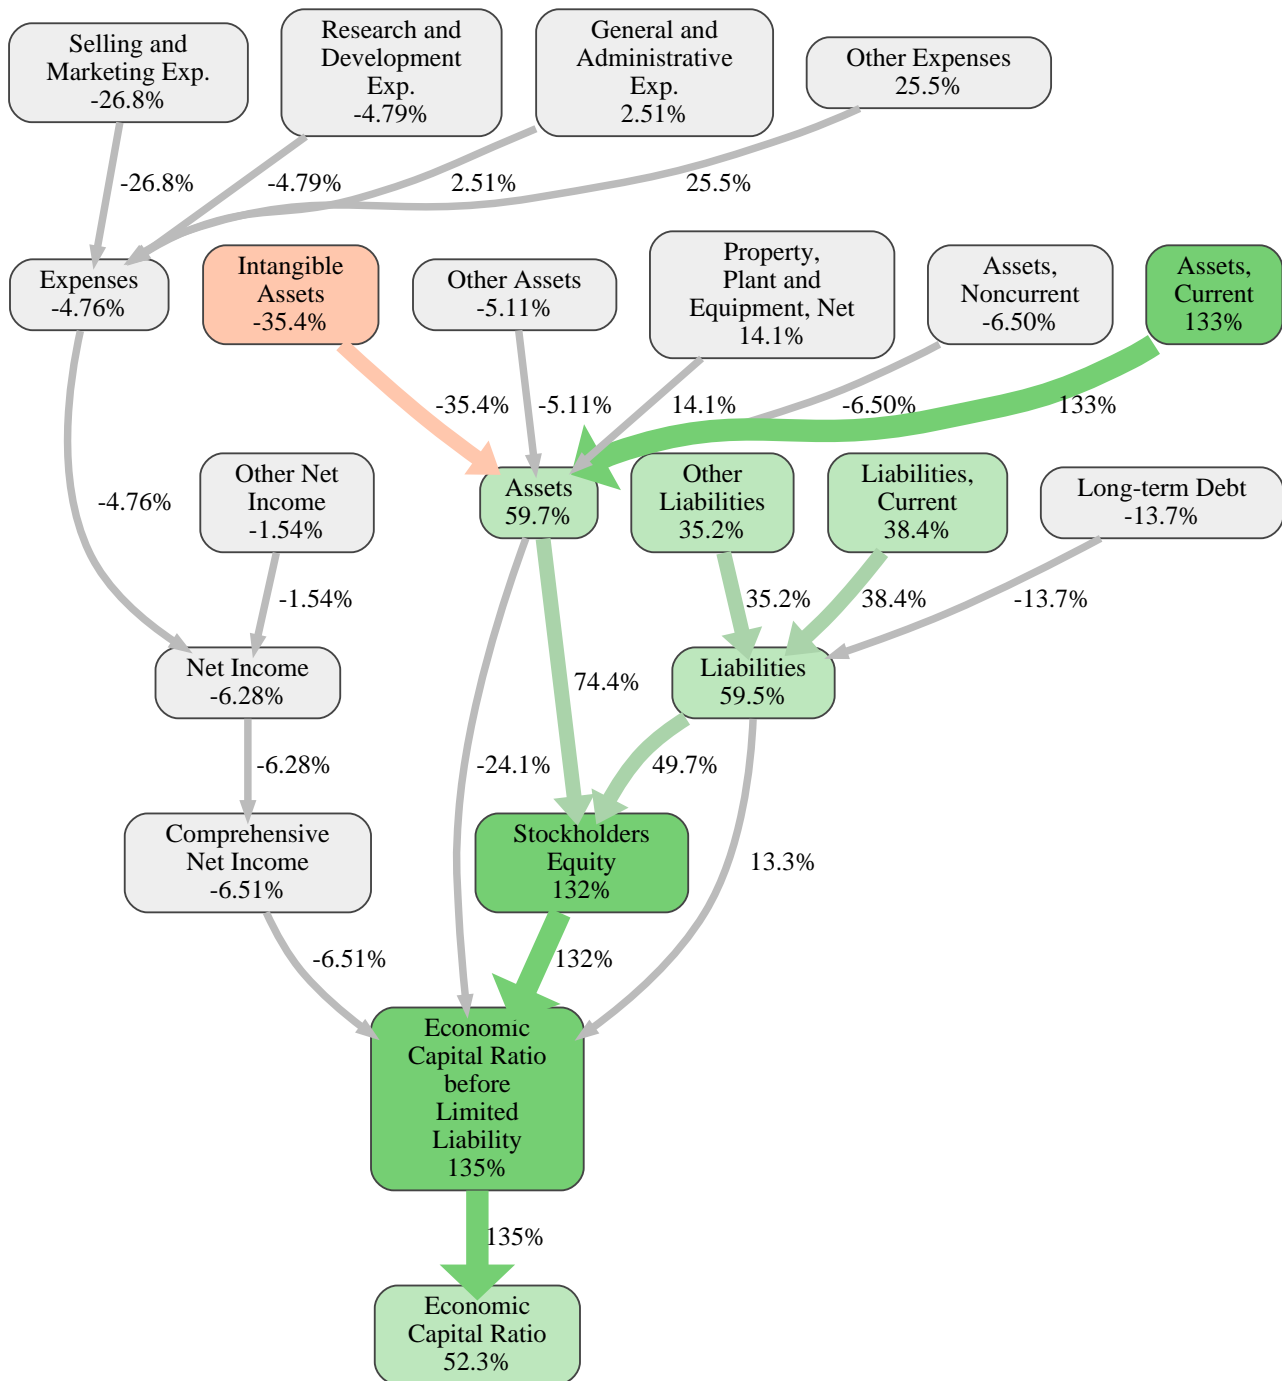 Selling and
Marketing Exp.
-26.8%
Research and
Development
Exp.
-4.79%
General and
Administrative
Exp.
2.51%
Other Expenses
25.5%
-26.8%
-4.79%
2.51%
25.5%
Expenses
-4.76%
Intangible
Assets
-35.4%
Other Assets
-5.11%
Property,
Plant and
Equipment, Net
14.1%
Assets,
Noncurrent
-6.50%
Assets,
Current
133%
-35.4%
-5.11%
14.1%
-6.50%
133%
-4.76%
Other Net
Income
-1.54%
Assets
59.7%
Other
Liabilities
35.2%
Liabilities,
Current
38.4%
Long-term Debt
-13.7%
-1.54%
35.2%
38.4%
-13.7%
Net Income
-6.28%
74.4%
Liabilities
59.5%
-6.28%
-24.1%
49.7%
Comprehensive
Net Income
-6.51%
Stockholders
Equity
132%
13.3%
-6.51%
132%
Economic
Capital Ratio
before
Limited
Liability
135%
135%
Economic
Capital Ratio
52.3%